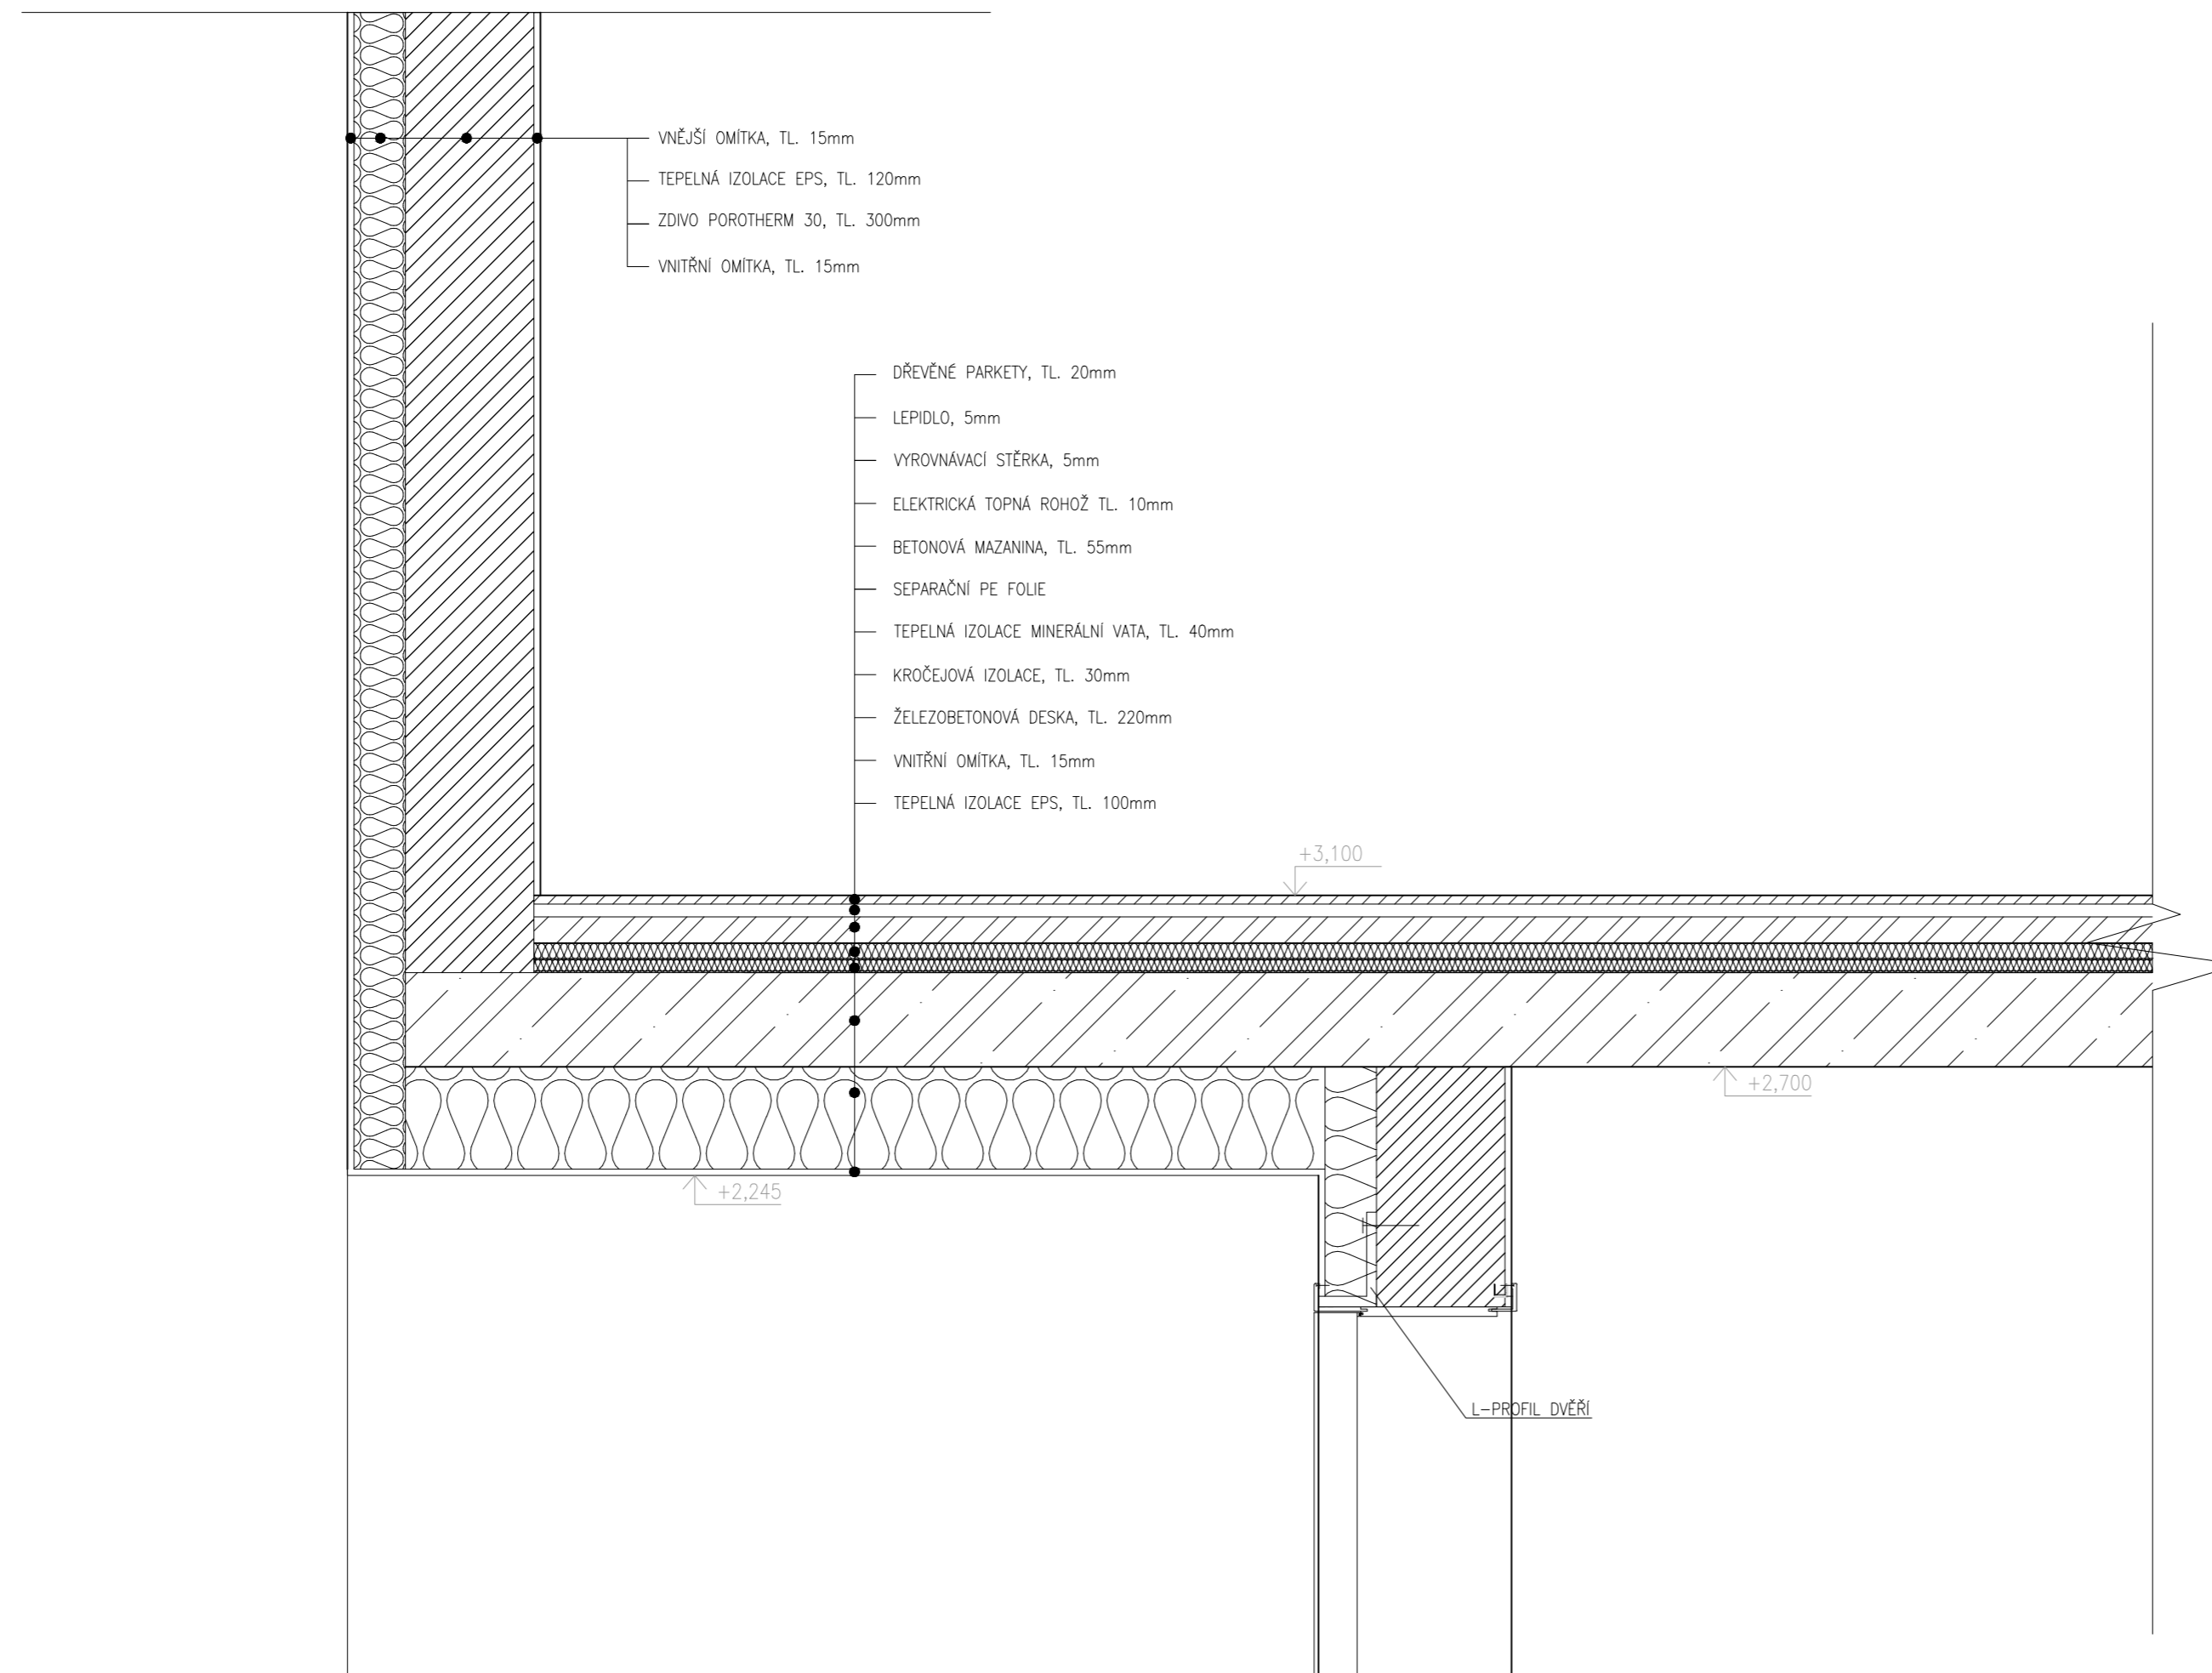 VNĚJŠÍ OMÍTKA, TL. 15mm
TEPELNÁ IZOLACE EPS, TL. 120mm
ZDIVO POROTHERM 30, TL. 300mm
VNITŘNÍ OMÍTKA, TL. 15mm
DŘEVĚNÉ PARKETY, TL. 20mm
LEPIDLO, 5mm
VYROVNÁVACÍ STĚRKA, 5mm
ELEKTRICKÁ TOPNÁ ROHOŽ TL. 10mm
BETONOVÁ MAZANINA, TL. 55mm
SEPARAČNÍ PE FOLIE
TEPELNÁ IZOLACE MINERÁLNÍ VATA, TL. 40mm
KROČEJOVÁ IZOLACE, TL. 30mm
ŽELEZOBETONOVÁ DESKA, TL. 220mm
VNITŘNÍ OMÍTKA, TL. 15mm
TEPELNÁ IZOLACE EPS, TL. 100mm
+3,100
+2,700
+2,245
L-PROFIL DVĚŘÍ